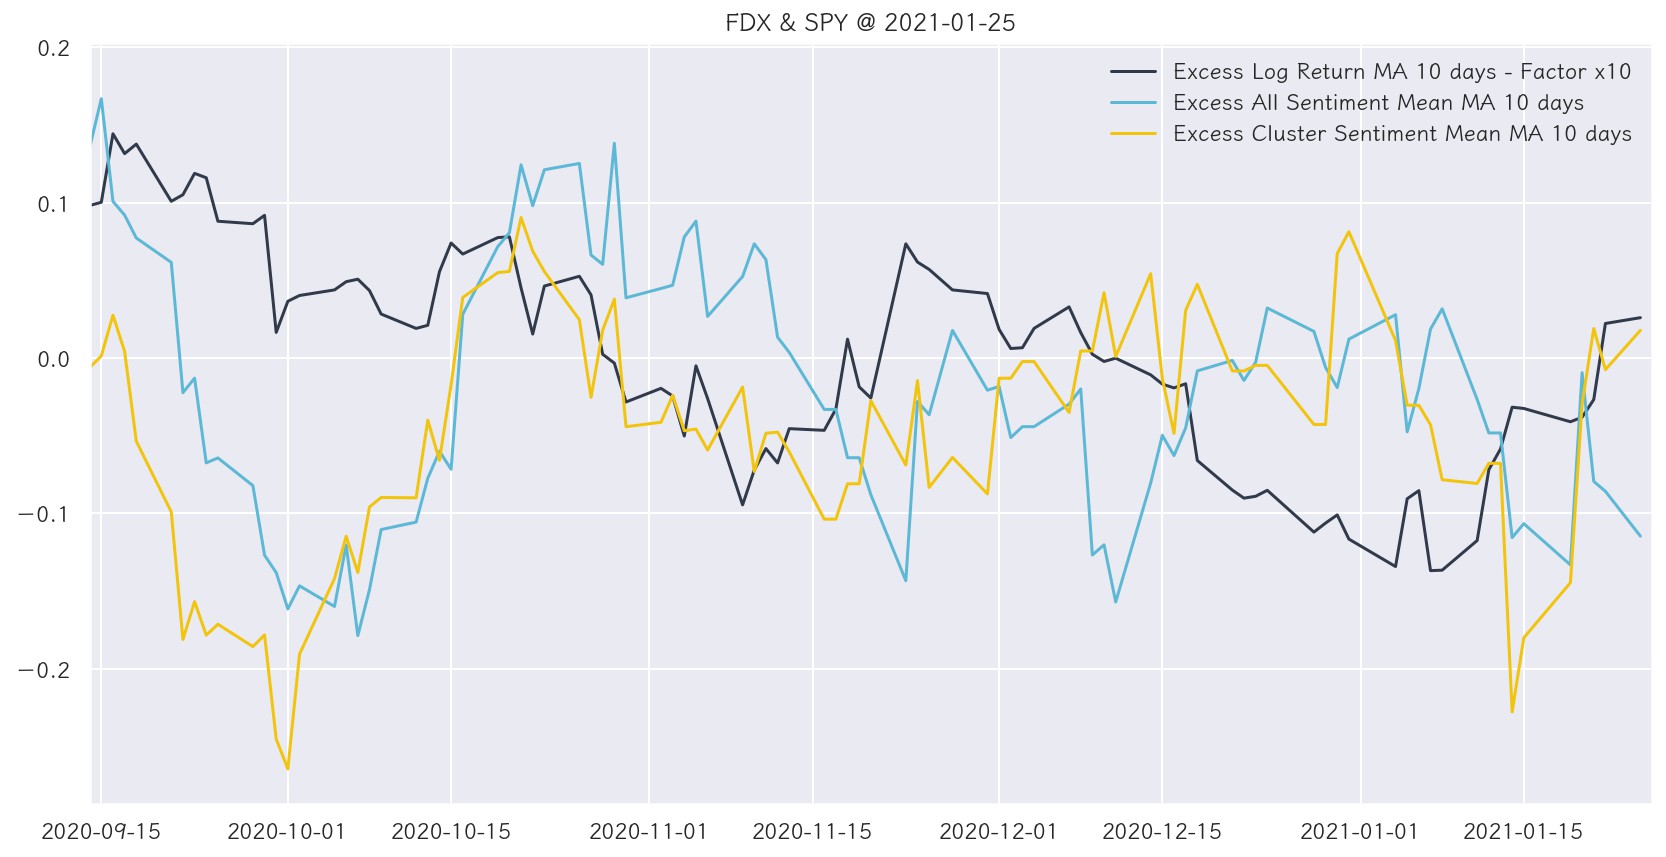 FDX & SPY @ 2021-01-25
0.2
0.1
0.0
−0.1
−0.2
Excess Log Return MA 10 days - Factor x10
Excess All Sentiment Mean MA 10 days
Excess Cluster Sentiment Mean MA 10 days
2020-09-15 2020-10-01 2020-10-15 2020-11-01 2020-11-15 2020-12-01 2020-12-15 2021-01-01 2021-01-15